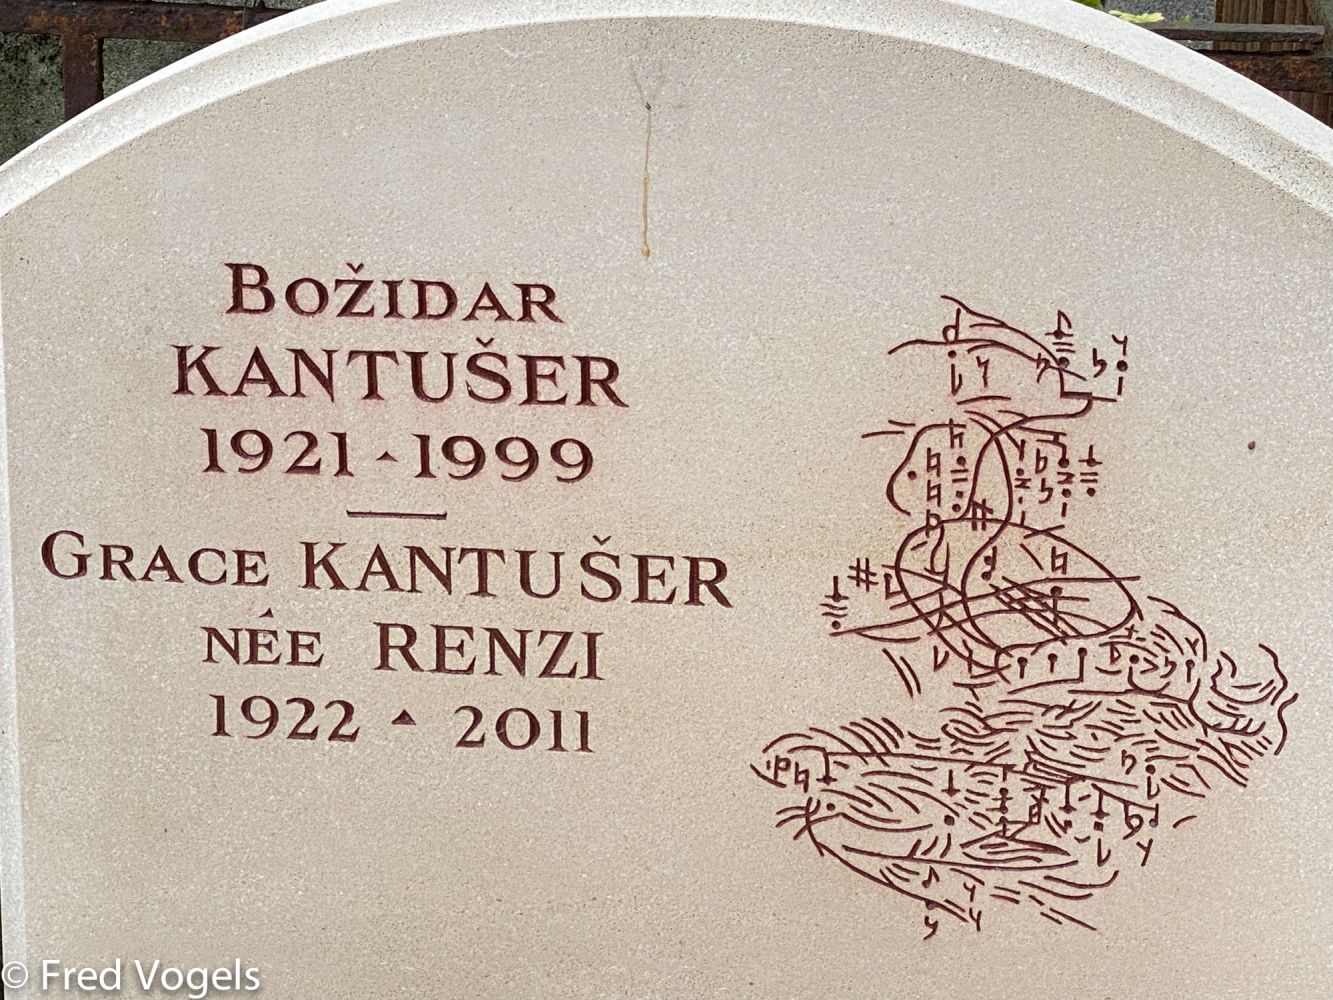 BOŽIDAR
KANTUŠER
1921 - 1999
GRACE KANTUŠER
NÉE RENZI
1922 - 2011
© Fred Vogels